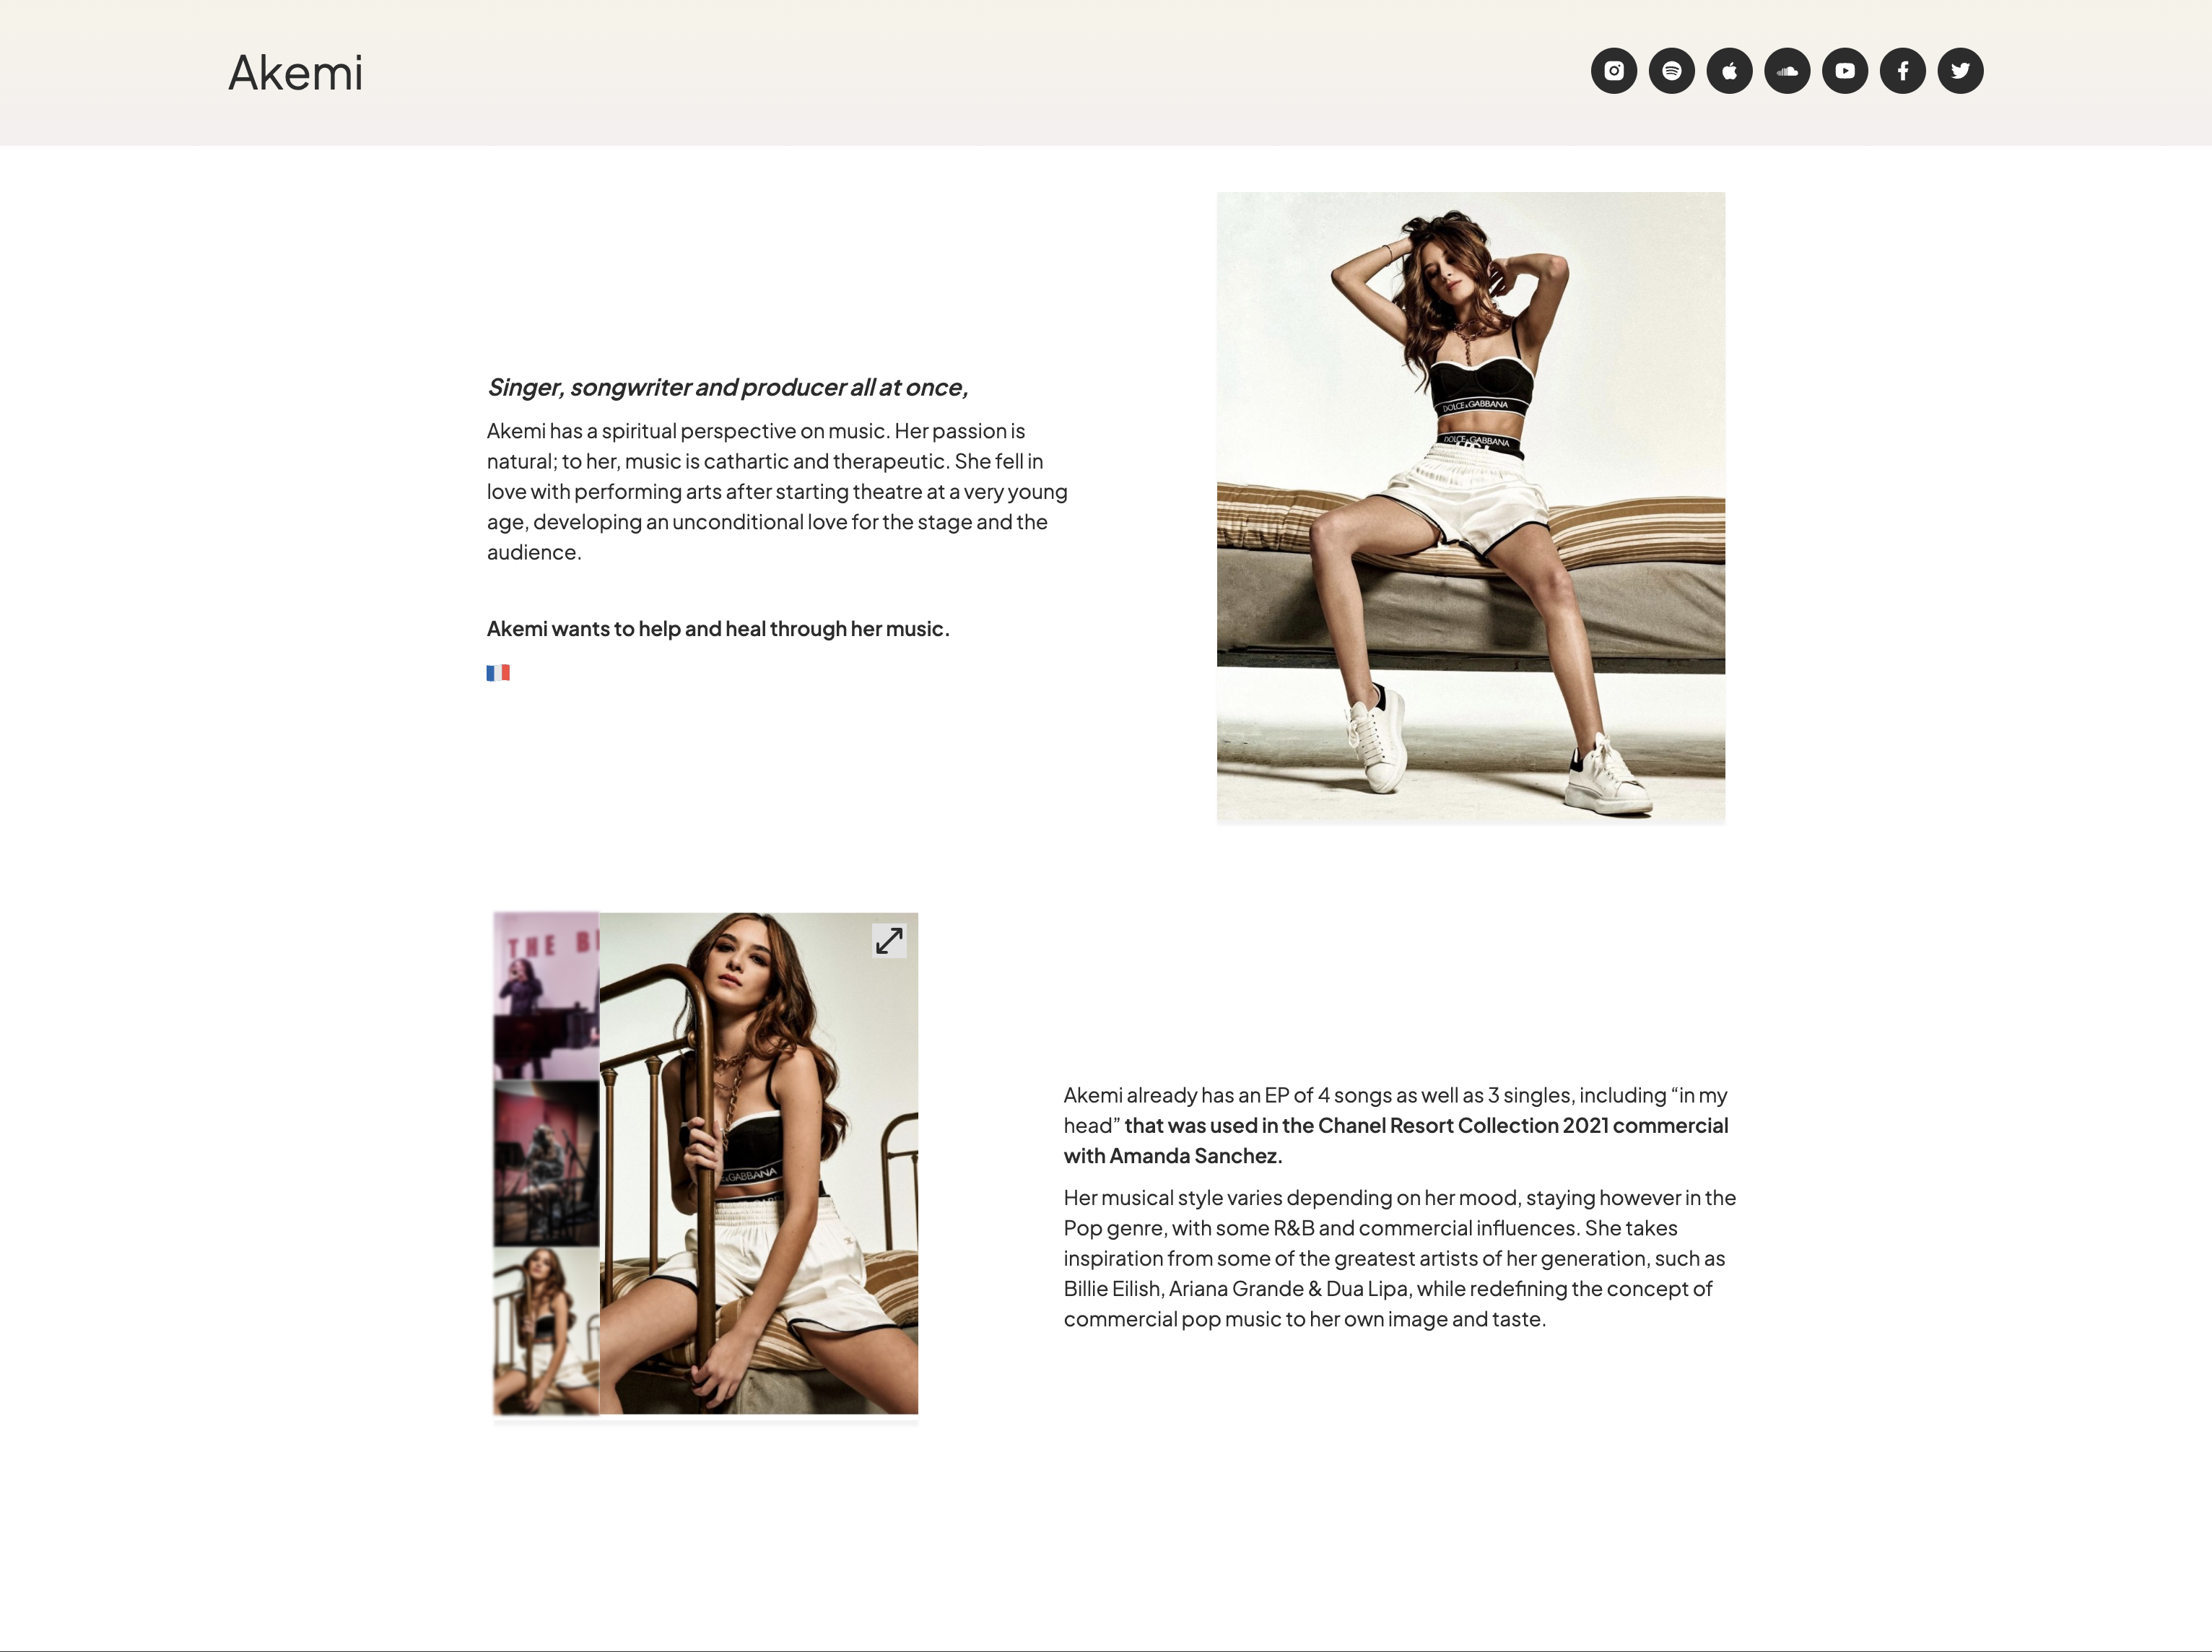 Akemi
Singer, songwriter and producer all at once,
Akemi has a spiritual perspective on music. Her passion is
natural; to her, music is cathartic and therapeutic. She fell in
love with performing arts after starting theatre at a very young
age, developing an unconditional love for the stage and the
audience.
Akemi wants to help and heal through her music.
DOLCE & GABBANA
DOLCE & GABBANA
THE
& GABBANA
Akemi already has an EP of 4 songs as well as 3 singles, including “in my
head” that was used in the Chanel Resort Collection 2021 commercial
with Amanda Sanchez.
Her musical style varies depending on her mood, staying however in the
Pop genre, with some R&B and commercial influences. She takes
inspiration from some of the greatest artists of her generation, such as
Billie Eilish, Ariana Grande & Dua Lipa, while redefining the concept of
commercial pop music to her own image and taste.